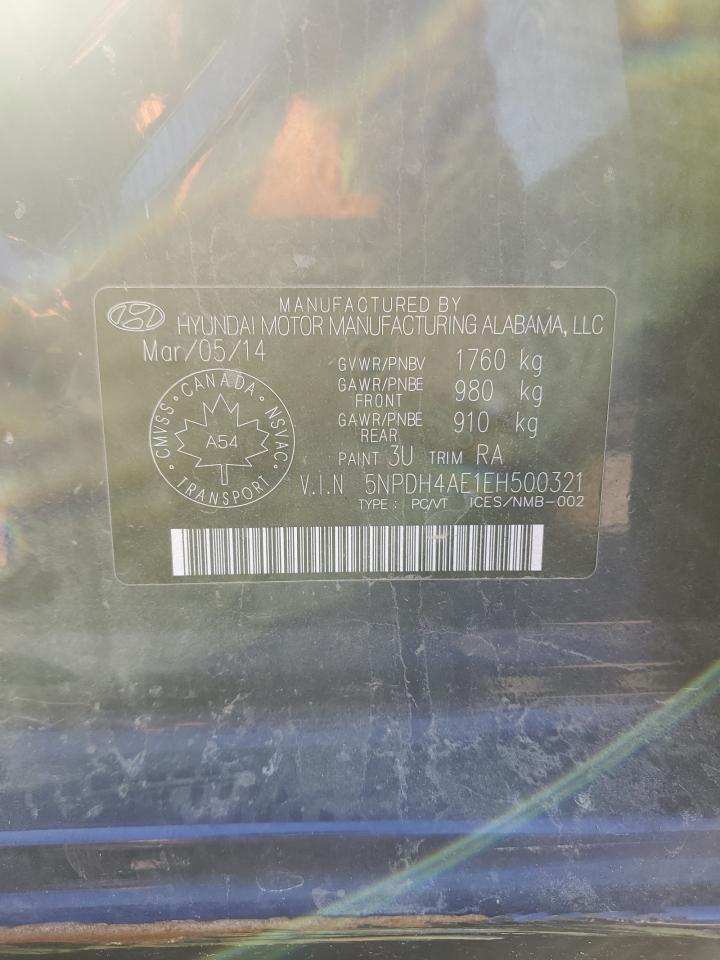 MANUFACTURED BY
HYUNDAI MOTOR MANUFACTURING ALABAMA, LLC
Mar/05/14
GVWR/PNBV 1760 kg
GAWR/PNBE FRONT 980 kg
GAWR/PNBE REAR 910 kg
PAINT 3U TRIM RA
CMVSS · CANADA · NSVAC · TRANSPORT
A54
V.I.N 5NPDH4AE1EH500321
TYPE : PC/VT ICES/NMB-002